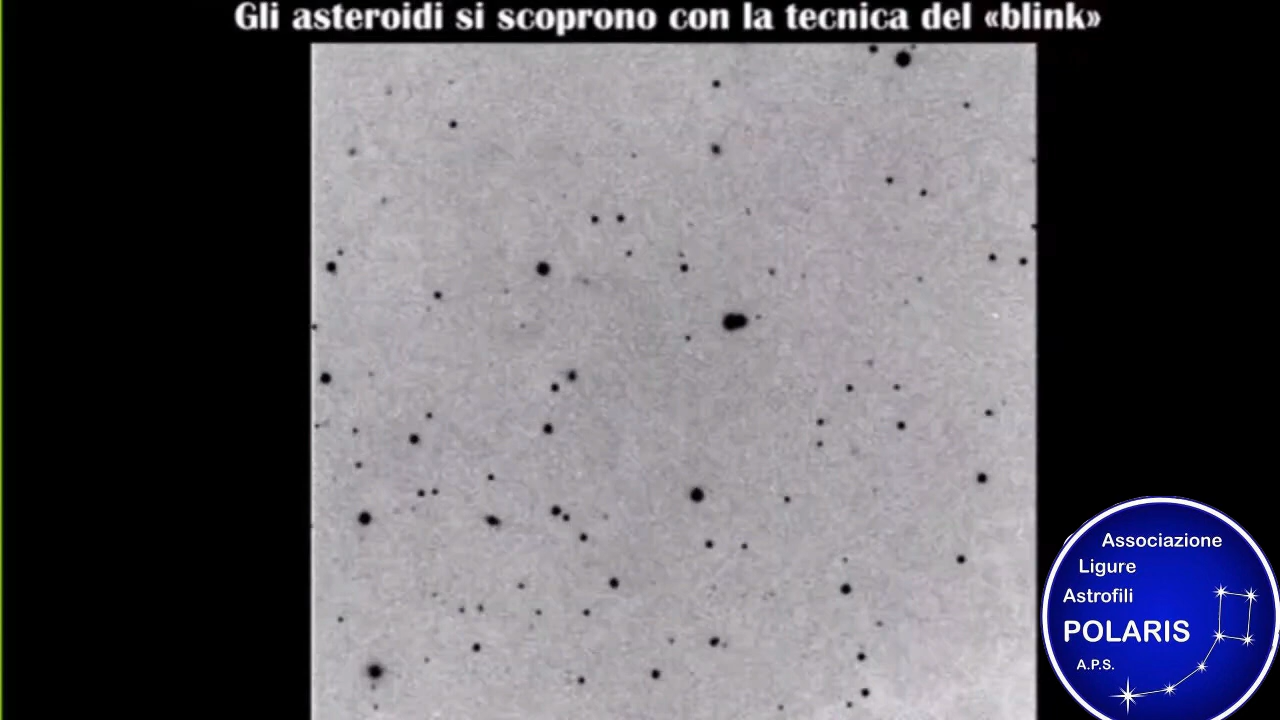 Gli asteroidi si scoprono con la tecnica del «blink»
Associazione
Ligure
Astrofili
POLARIS
A.P.S.